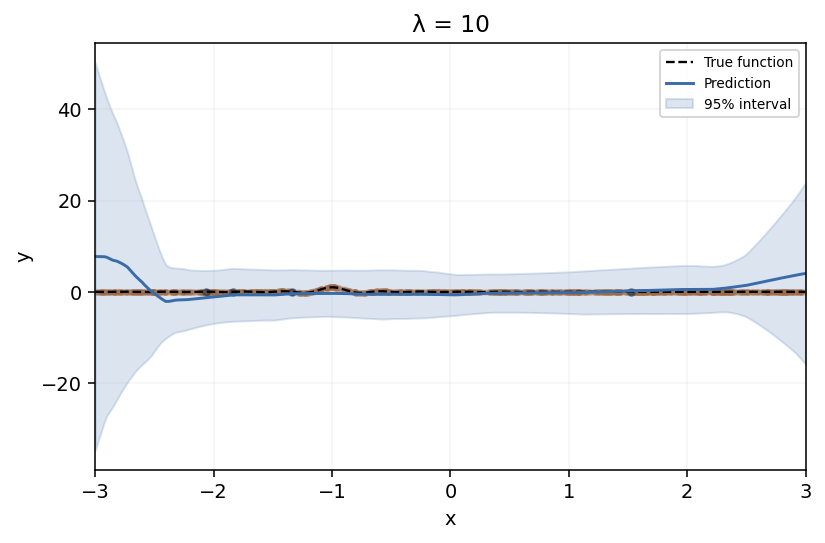 λ = 10
True function
Prediction
95% interval
40
20
0
−20
y
−3
−2
−1
0
1
2
3
x